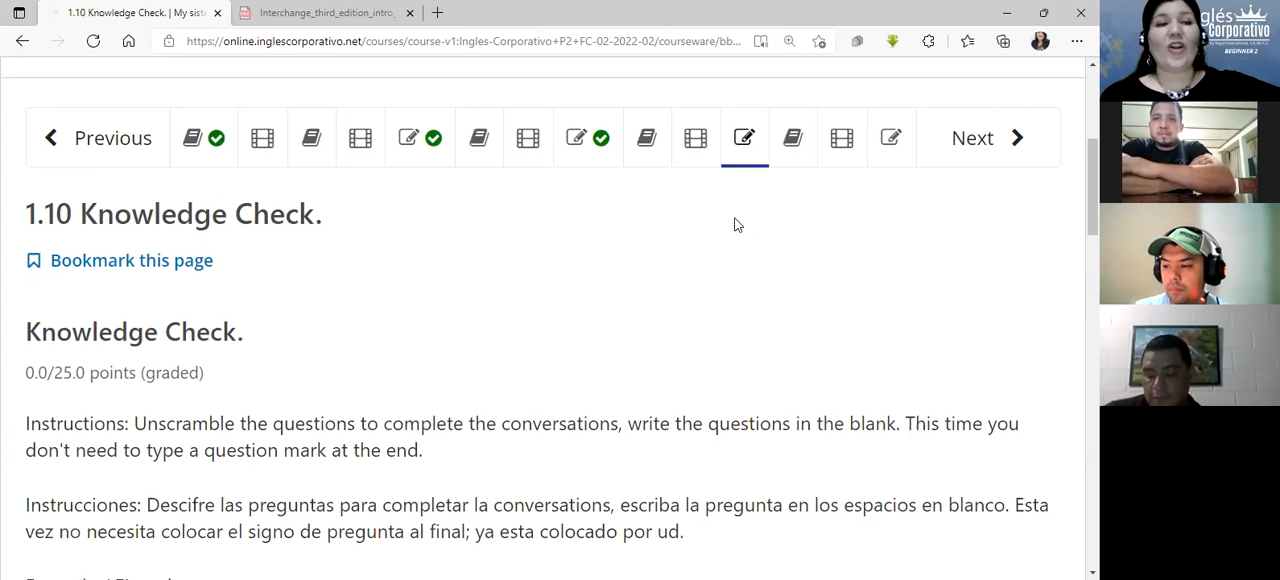 1.10 Knowledge Check. | My sist
Interchange_third_edition_intro_
https://online.inglescorporativo.net/courses/course-v1:Ingles-Corporativo+P2+FC-02-2022-02/courseware/bb...
glés
Corporativo
BEGINNER 2
Previous
Next
1.10 Knowledge Check.
Bookmark this page
Knowledge Check.
0.0/25.0 points (graded)
Instructions: Unscramble the questions to complete the conversations, write the questions in the blank. This time you
don't need to type a question mark at the end.
Instrucciones: Descifre las preguntas para completar la conversations, escriba la pregunta en los espacios en blanco. Esta
vez no necesita colocar el signo de pregunta al final; ya esta colocado por ud.